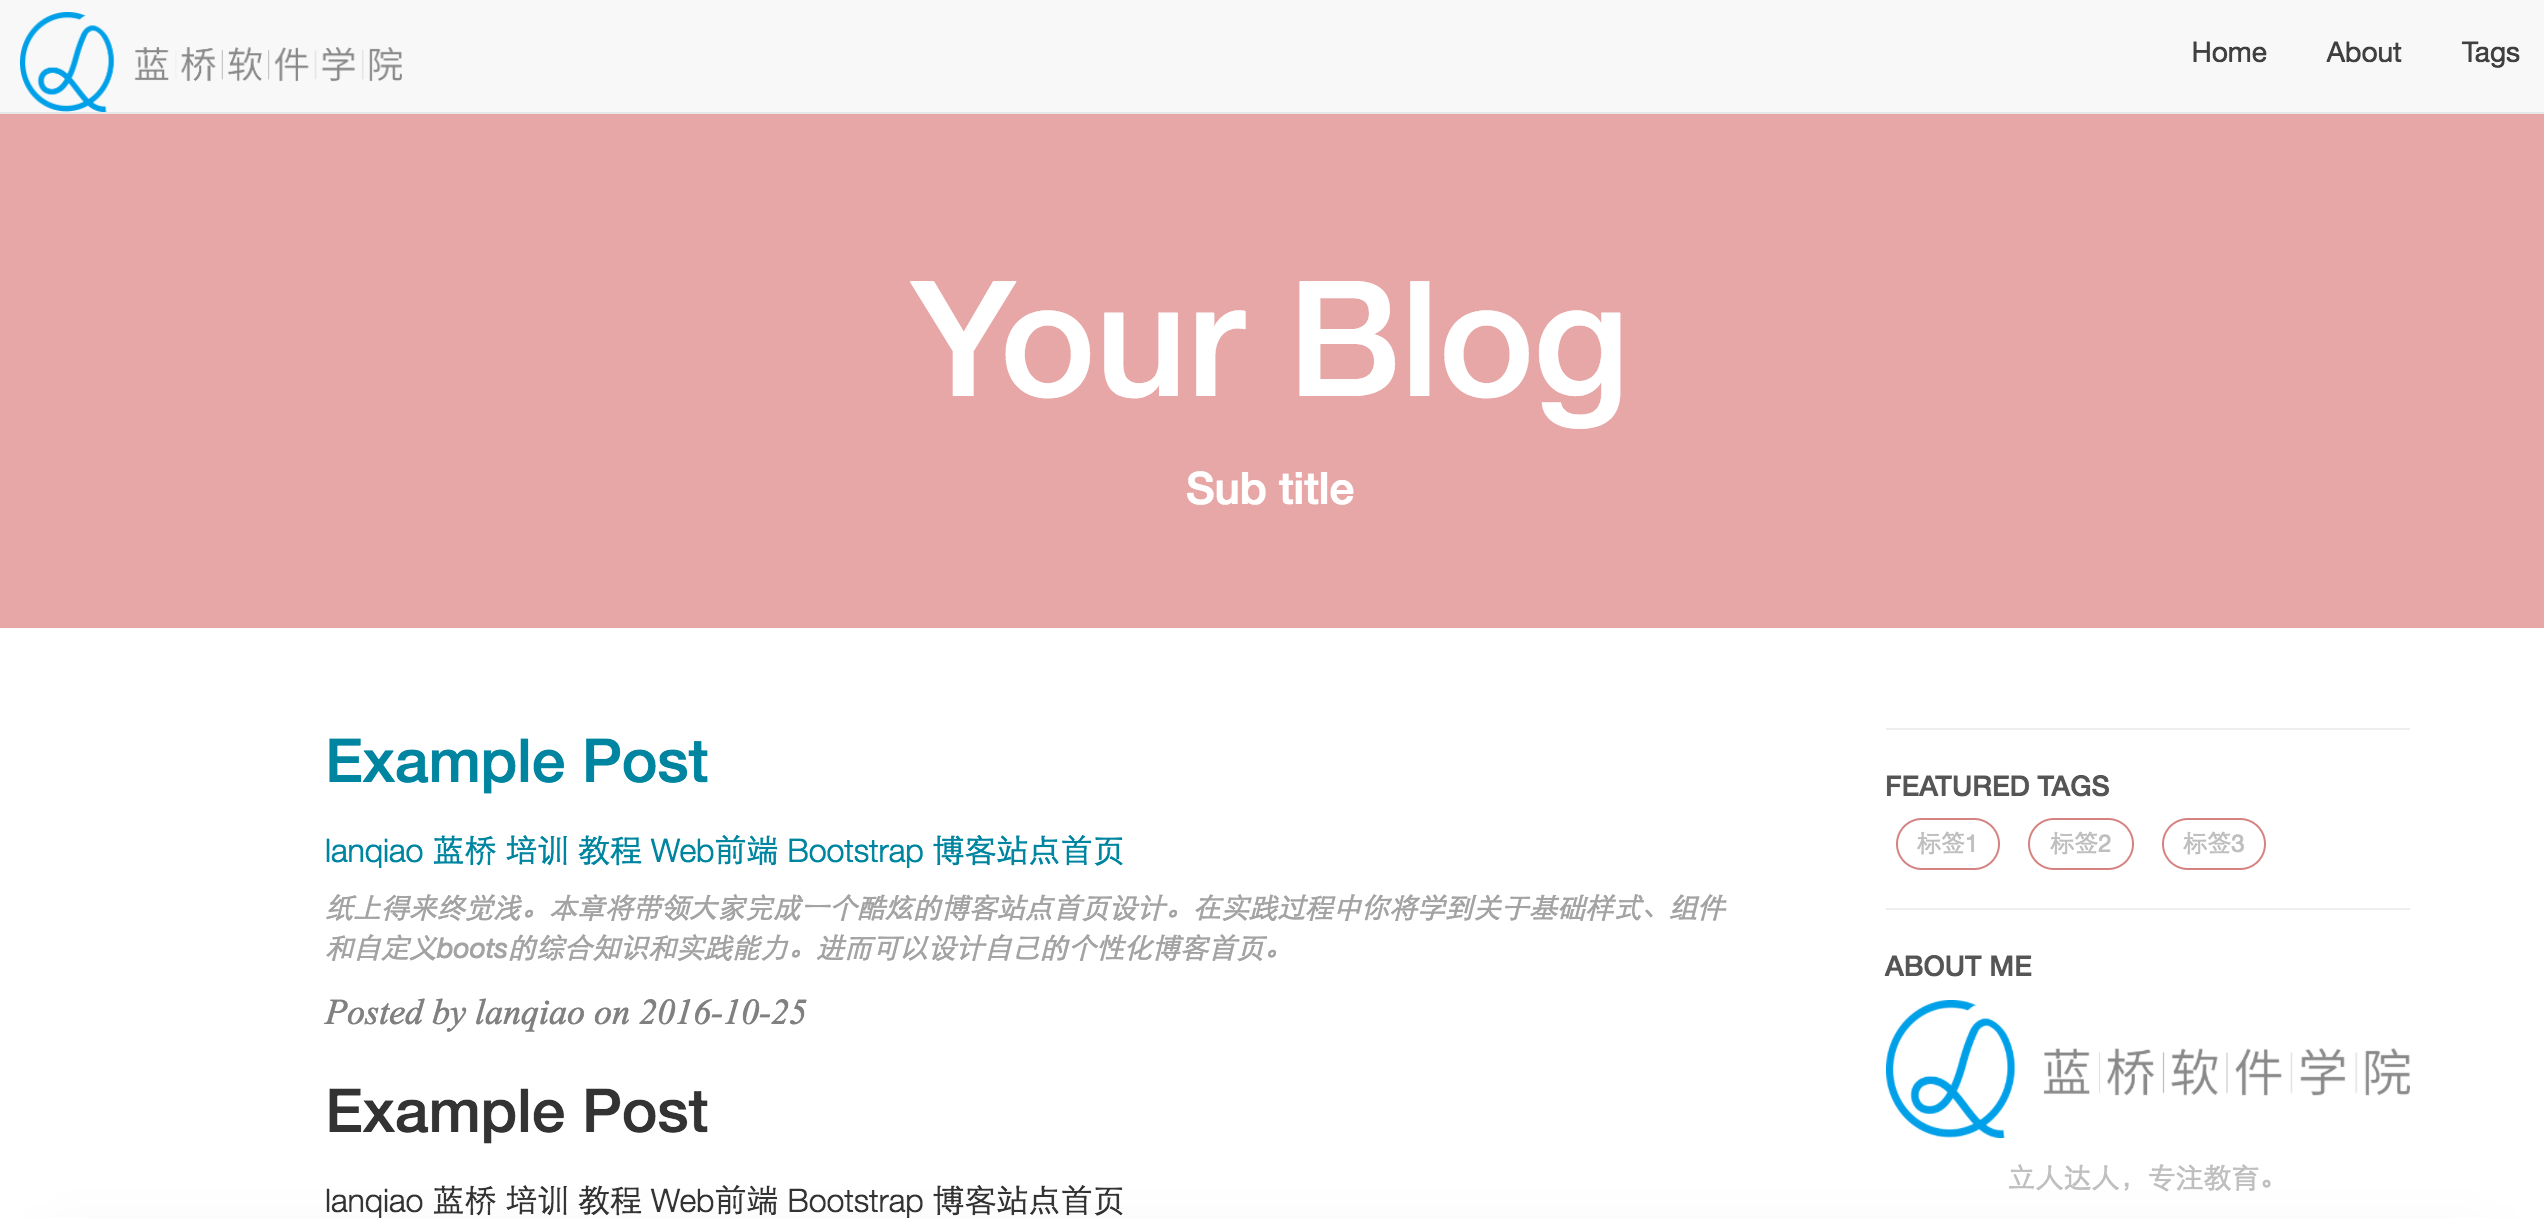 蓝桥软件学院
Home About Tags
Your Blog
Sub title
Example Post
lanqiao 蓝桥 培训 教程 Web前端 Bootstrap 博客站点首页
纸上得来终觉浅。本章将带领大家完成一个酷炫的博客站点首页设计。在实践过程中你将学到关于基础样式、组件
和自定义boots的综合知识和实践能力。进而可以设计自己的个性化博客首页。
Posted by lanqiao on 2016-10-25
Example Post
lanqiao 蓝桥 培训 教程 Web前端 Bootstrap 博客站点首页
FEATURED TAGS
标签1 标签2 标签3
ABOUT ME
蓝桥软件学院
立人达人，专注教育。